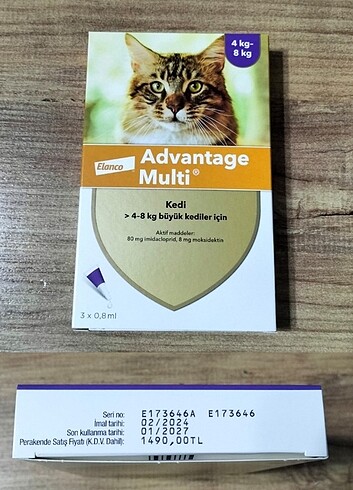 4 kg-
8 kg
Elanco
Advantage
Multi®
Kedi
> 4-8 kg büyük kediler için
Aktif maddeler:
80 mg imidacloprid, 8 mg moksidektin
3 x 0,8 ml
Seri no: E173646A E173646
İmal tarihi: 02/2024
Son kullanma tarihi: 01/2027
Perakende Satış Fiyatı (K.D.V. Dahil): 1490,00TL